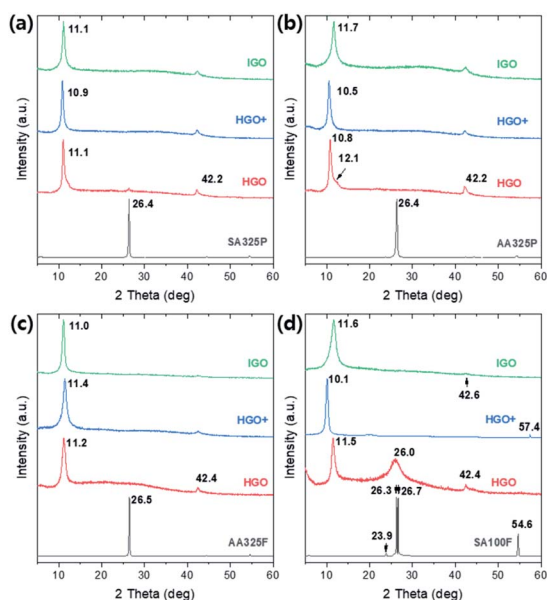 (a)
11.1
IGO
10.9
HGO+
11.1
42.2
HGO
26.4
SA325P
Intensity (a.u.)
10 20 30 40 50 60
2 Theta (deg)
(b)
11.7
IGO
10.5
HGO+
10.8
12.1
42.2
HGO
26.4
AA325P
Intensity (a.u.)
10 20 30 40 50 60
2 Theta (deg)
(c)
11.0
IGO
11.4
HGO+
11.2
42.4
HGO
26.5
AA325F
Intensity (a.u.)
10 20 30 40 50 60
2 Theta (deg)
(d)
11.6
IGO
42.6
10.1
HGO+
57.4
11.5
26.0
42.4
HGO
26.3 26.7
23.9
54.6
SA100F
Intensity (a.u.)
10 20 30 40 50 60
2 Theta (deg)